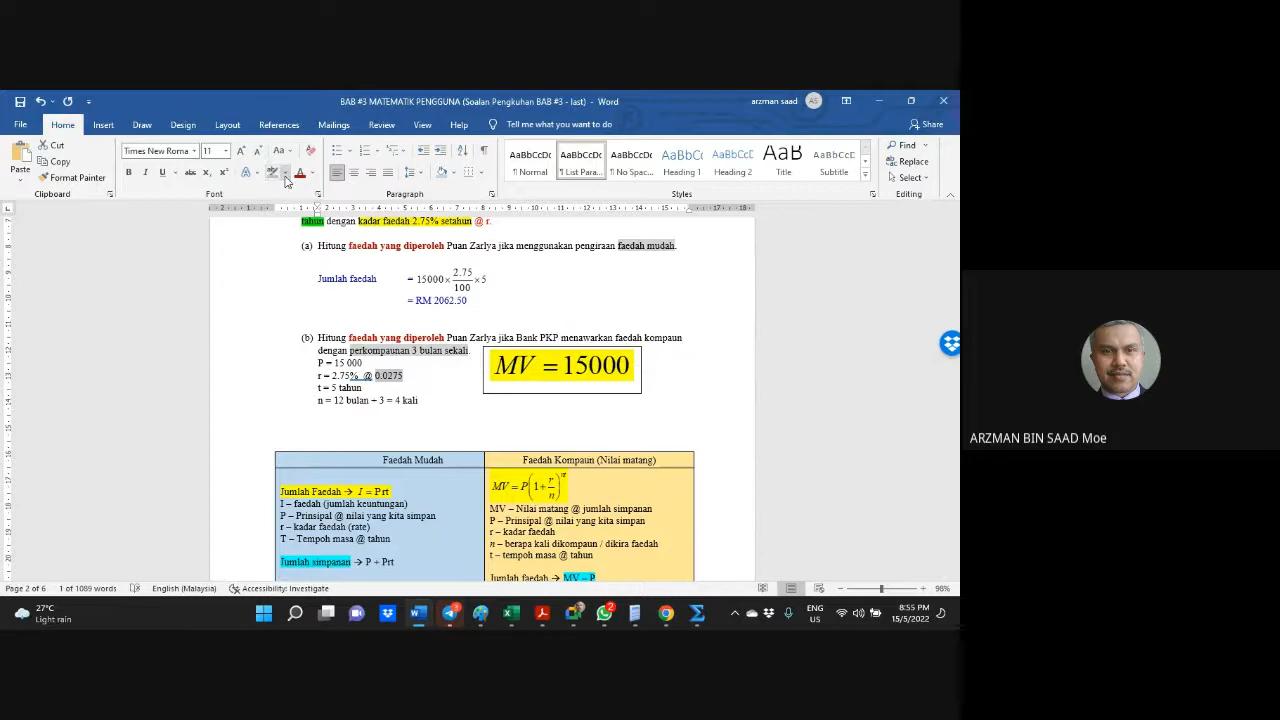 BAB #3 MATEMATIK PENGGUNA (Soalan Pengkuhan BAB #3 - last) - Word
arzman saad
AS
File Home Insert Draw Design Layout References Mailings Review View Help Tell me what you want to do
Share
Paste
Cut
Copy
Format Painter
Clipboard
Times New Roma 11
Font
Paragraph
AaBbCcDc AaBbCcDc AaBbCcDc AaBbCc AaBbCcD AaB AaBbCcD
¶ Normal ¶ List Para... ¶ No Spac... Heading 1 Heading 2 Title Subtitle
Styles
Find
Replace
Select
Editing
tahun dengan kadar faedah 2.75% setahun @ r.
(a) Hitung faedah yang diperoleh Puan Zarlya jika menggunakan pengiraan faedah mudah.
Jumlah faedah = 15000 × 2.75/100 × 5
= RM 2062.50
(b) Hitung faedah yang diperoleh Puan Zarlya jika Bank PKP menawarkan faedah kompaun
dengan perkompaunan 3 bulan sekali.
P = 15 000
r = 2.75% @ 0.0275
t = 5 tahun
n = 12 bulan ÷ 3 = 4 kali
MV = 15000
Faedah Mudah
Jumlah Faedah → I = Prt
I – faedah (jumlah keuntungan)
P – Prinsipal @ nilai yang kita simpan
r – kadar faedah (rate)
T – Tempoh masa @ tahun
Jumlah simpanan → P + Prt
Faedah Kompaun (Nilai matang)
MV = P(1 + r/n)^nt
MV – Nilai matang @ jumlah simpanan
P – Prinsipal @ nilai yang kita simpan
r – kadar faedah
n – berapa kali dikompaun / dikira faedah
t – tempoh masa @ tahun
Jumlah faedah → MV – P
ARZMAN BIN SAAD Moe
Page 2 of 6 1 of 1089 words English (Malaysia) Accessibility: Investigate
98%
27°C
Light rain
ENG
US
8:55 PM
15/5/2022